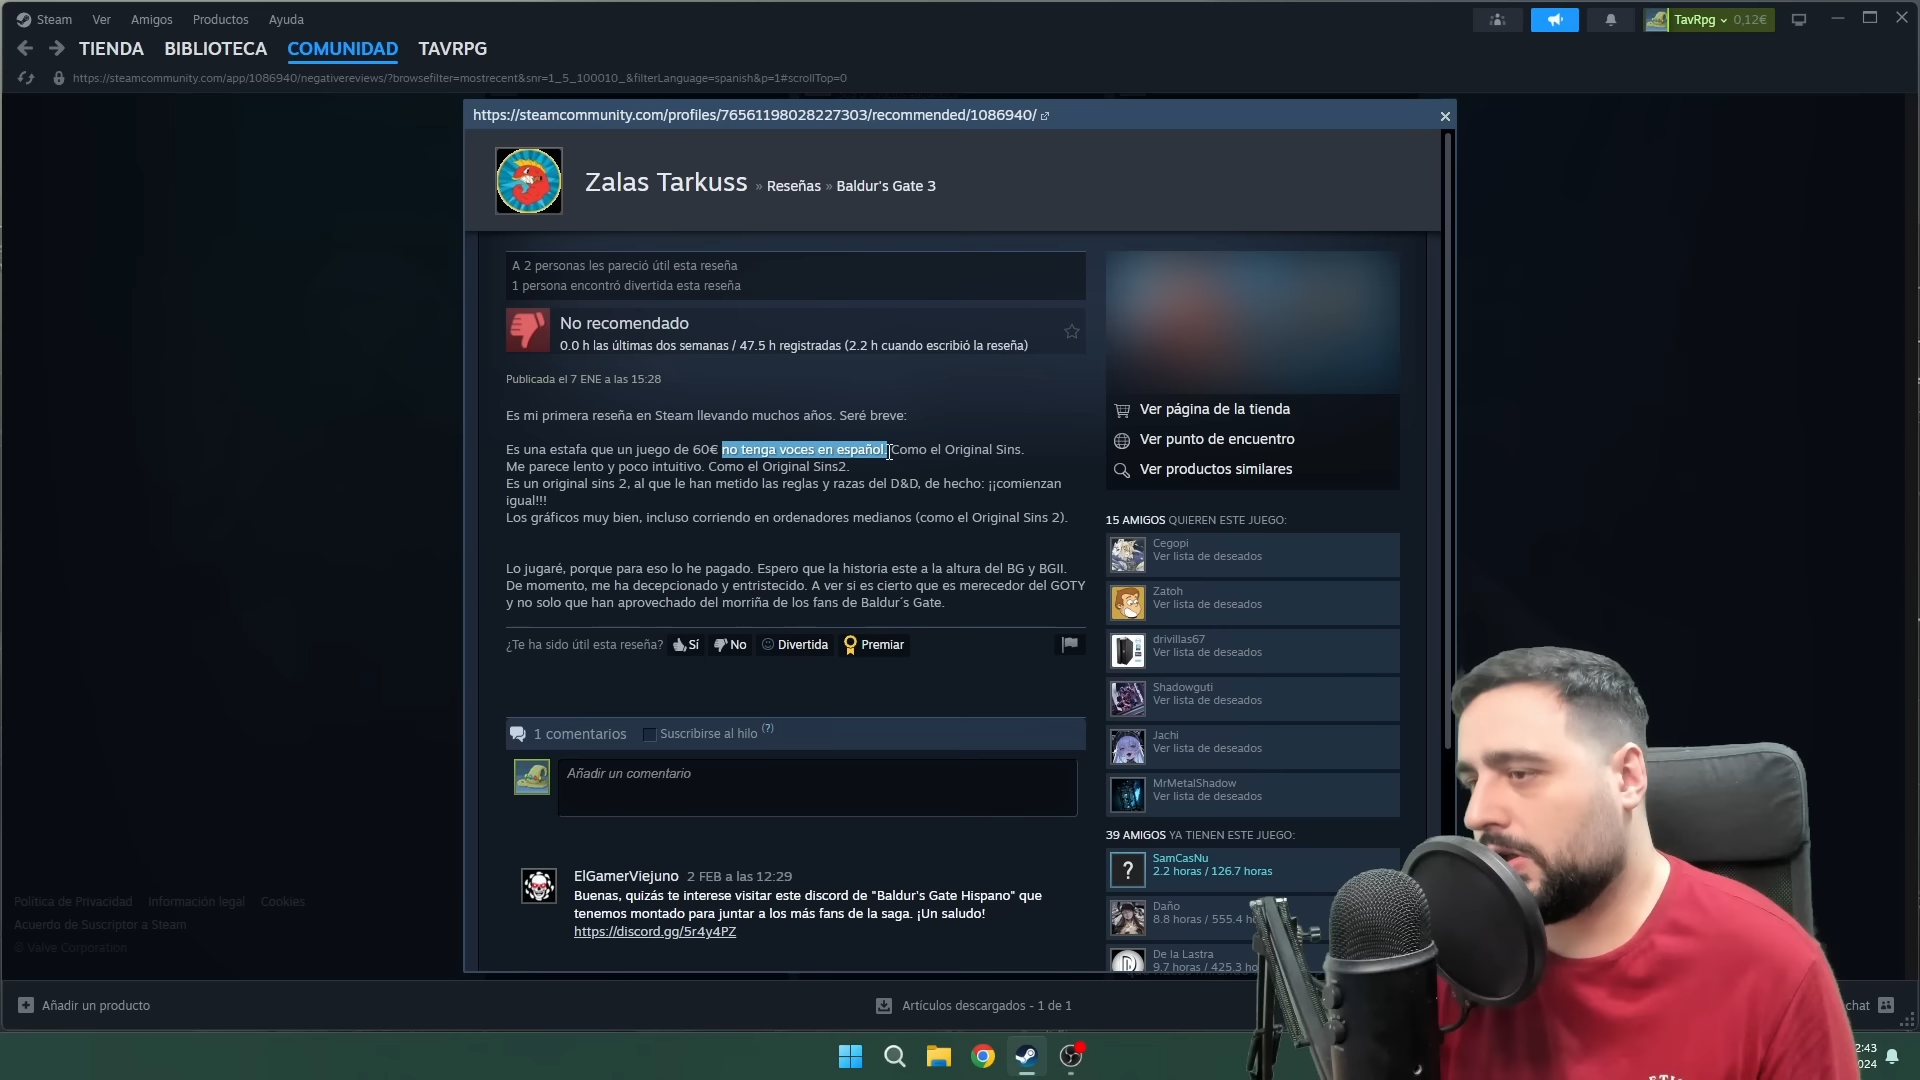 Steam Ver Amigos Productos Ayuda
TavRpg 0,12€
TIENDA BIBLIOTECA COMUNIDAD TAVRPG
https://steamcommunity.com/app/1086940/negativereviews/?browsefilter=mostrecent&snr=1_5_100010_&filterLanguage=spanish&p=1#scrollTop=0
https://steamcommunity.com/profiles/76561198028227303/recommended/1086940/
Zalas Tarkuss » Reseñas » Baldur's Gate 3
A 2 personas les pareció útil esta reseña
1 persona encontró divertida esta reseña
No recomendado
0.0 h las últimas dos semanas / 47.5 h registradas (2.2 h cuando escribió la reseña)
Publicada el 7 ENE a las 15:28
Es mi primera reseña en Steam llevando muchos años. Seré breve:
Es una estafa que un juego de 60€ no tenga voces en español. Como el Original Sins.
Me parece lento y poco intuitivo. Como el Original Sins2.
Es un original sins 2, al que le han metido las reglas y razas del D&D, de hecho: ¡¡comienzan
igual!!!
Los gráficos muy bien, incluso corriendo en ordenadores medianos (como el Original Sins 2).
Lo jugaré, porque para eso lo he pagado. Espero que la historia este a la altura del BG y BGII.
De momento, me ha decepcionado y entristecido. A ver si es cierto que es merecedor del GOTY
y no solo que han aprovechado del morriña de los fans de Baldur´s Gate.
¿Te ha sido útil esta reseña? Sí No Divertida Premiar
1 comentarios Suscribirse al hilo (?)
Añadir un comentario
ElGamerViejuno 2 FEB a las 12:29
Buenas, quizás te interese visitar este discord de "Baldur's Gate Hispano" que
tenemos montado para juntar a los más fans de la saga. ¡Un saludo!
https://discord.gg/5r4y4PZ
Ver página de la tienda
Ver punto de encuentro
Ver productos similares
15 AMIGOS QUIEREN ESTE JUEGO:
Cegopi
Ver lista de deseados
Zatoh
Ver lista de deseados
drivillas67
Ver lista de deseados
Shadowguti
Ver lista de deseados
Jachi
Ver lista de deseados
MrMetalShadow
Ver lista de deseados
39 AMIGOS YA TIENEN ESTE JUEGO:
?
SamCasNu
2.2 horas / 126.7 horas
Daño
8.8 horas / 555.4 ho
De la Lastra
9.7 horas / 425.3 ho
Política de Privacidad Información legal Cookies
Acuerdo de Suscriptor a Steam
© Valve Corporation
Añadir un producto
Artículos descargados - 1 de 1
chat
2:43
024